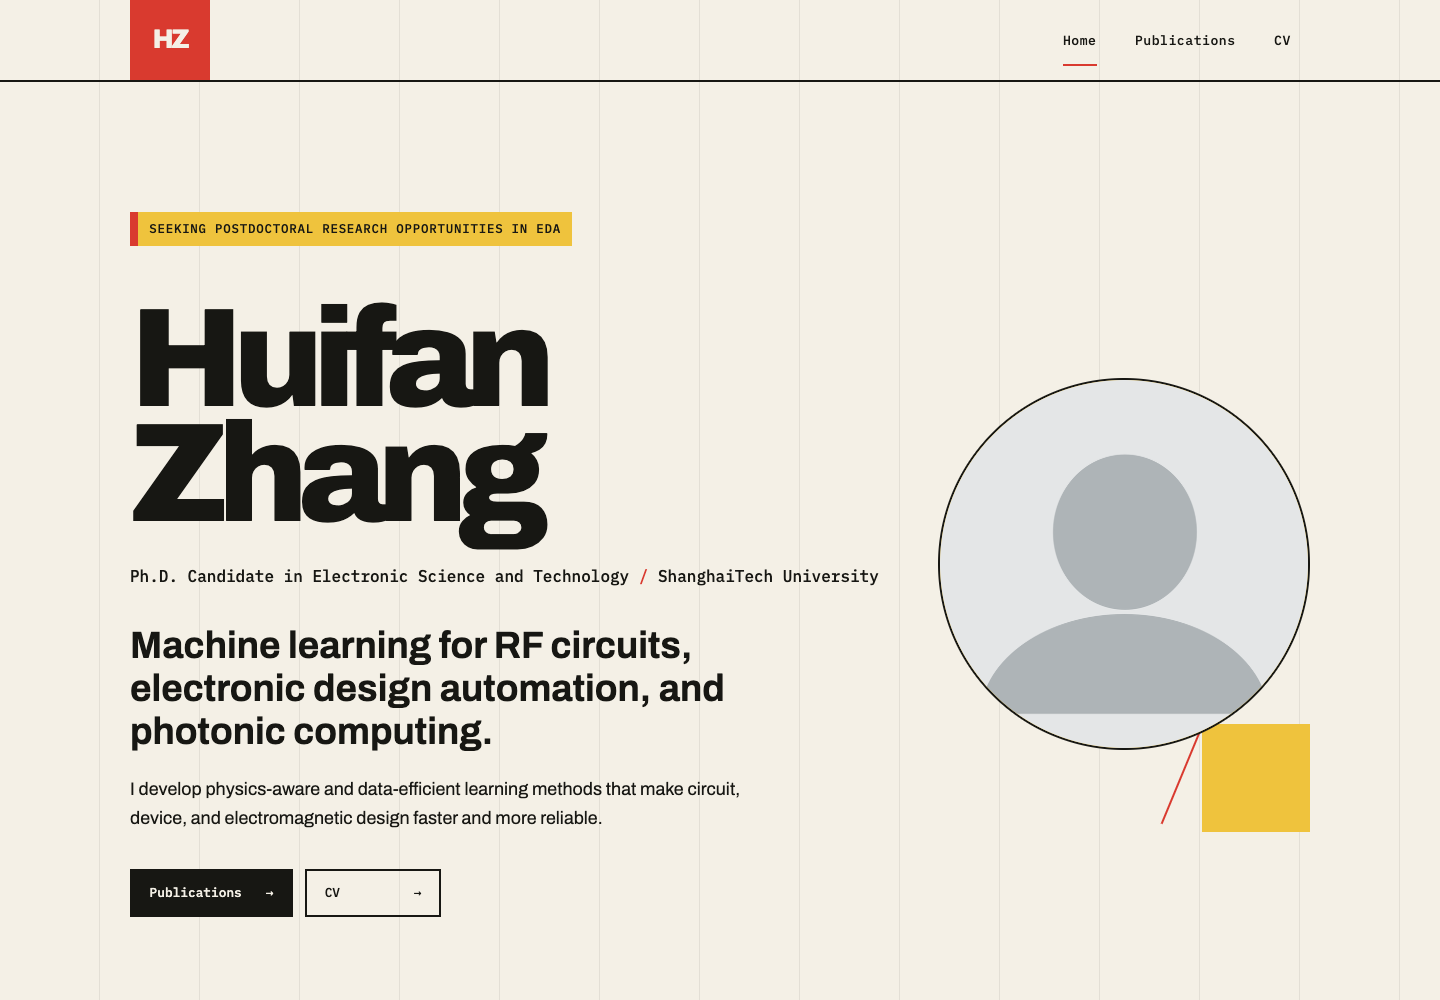 HZ
Home Publications CV
SEEKING POSTDOCTORAL RESEARCH OPPORTUNITIES IN EDA
Huifan
Zhang
Ph.D. Candidate in Electronic Science and Technology / ShanghaiTech University
Machine learning for RF circuits,
electronic design automation, and
photonic computing.
I develop physics-aware and data-efficient learning methods that make circuit,
device, and electromagnetic design faster and more reliable.
Publications → CV →